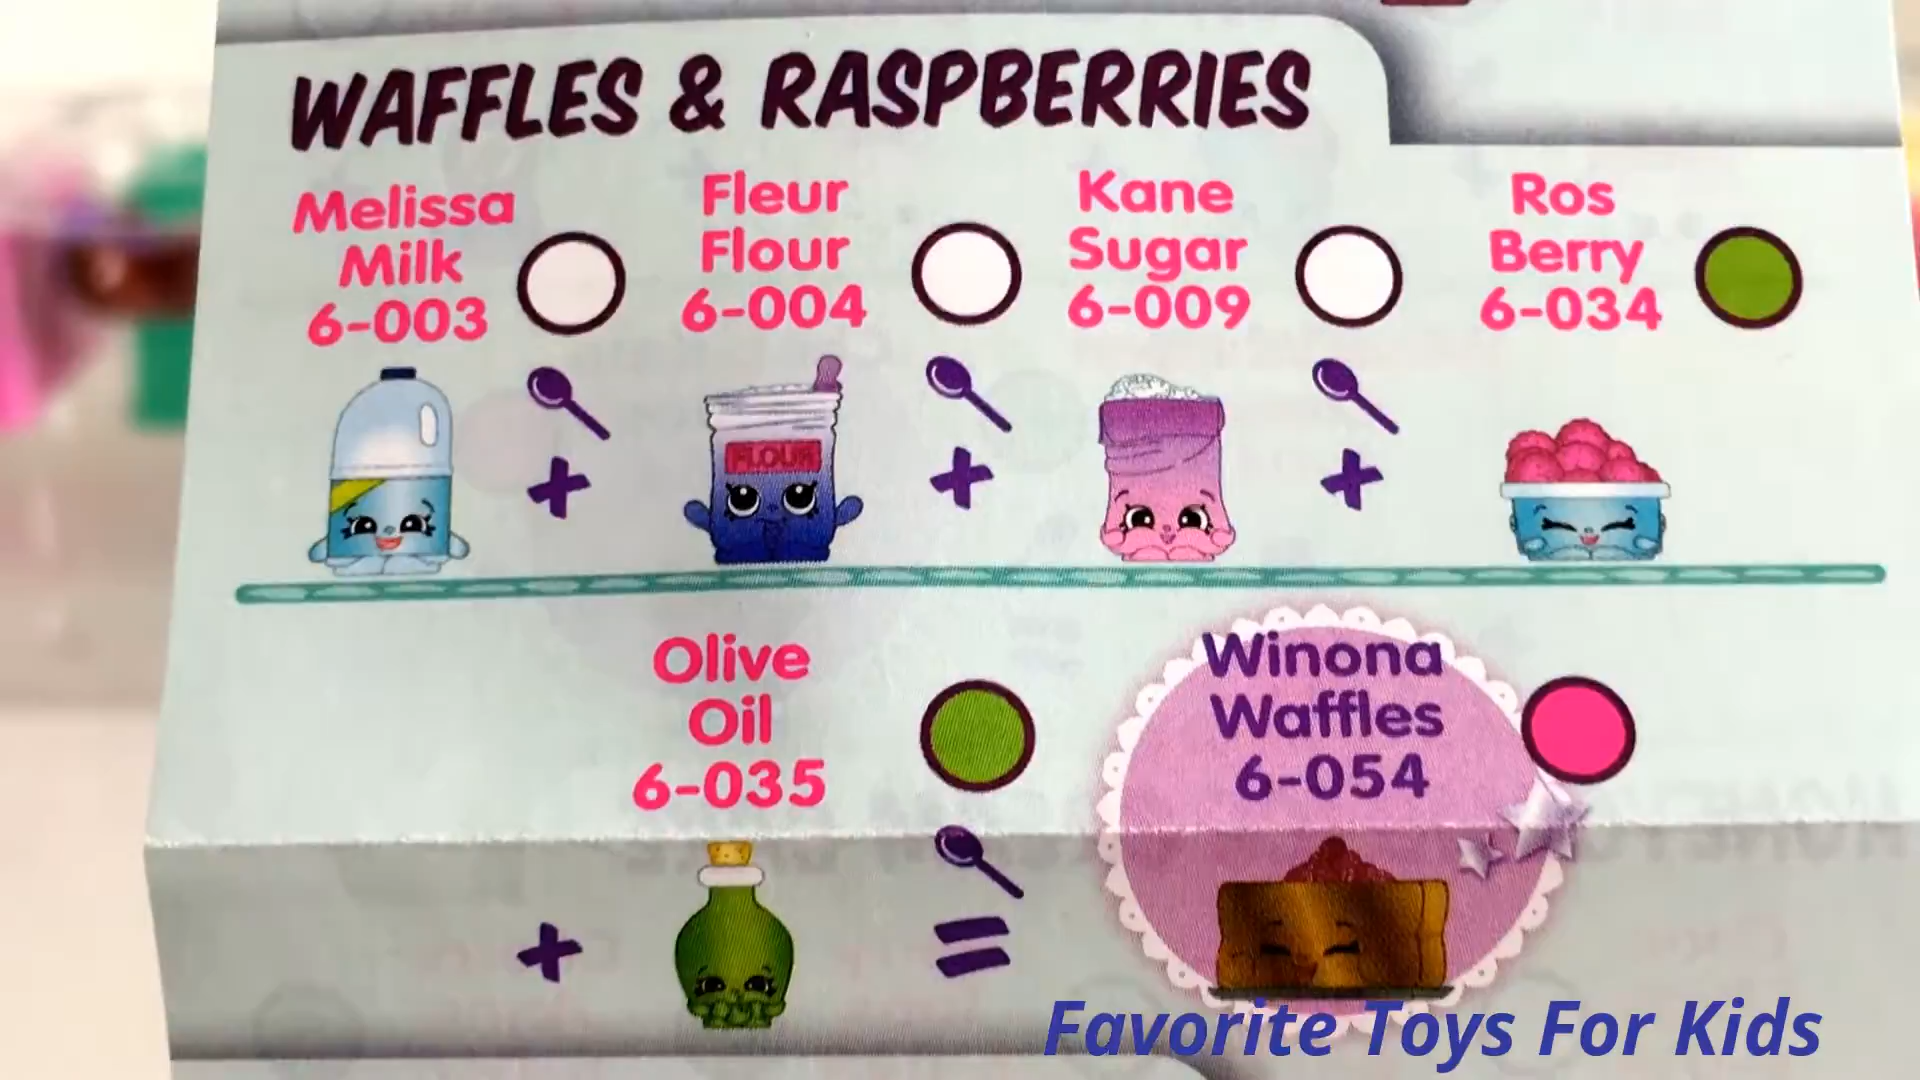 WAFFLES & RASPBERRIES
Melissa
Milk
6-003
Fleur
Flour
6-004
Kane
Sugar
6-009
Ros
Berry
6-034
FLOUR
Olive
Oil
6-035
Winona
Waffles
6-054
Favorite Toys For Kids